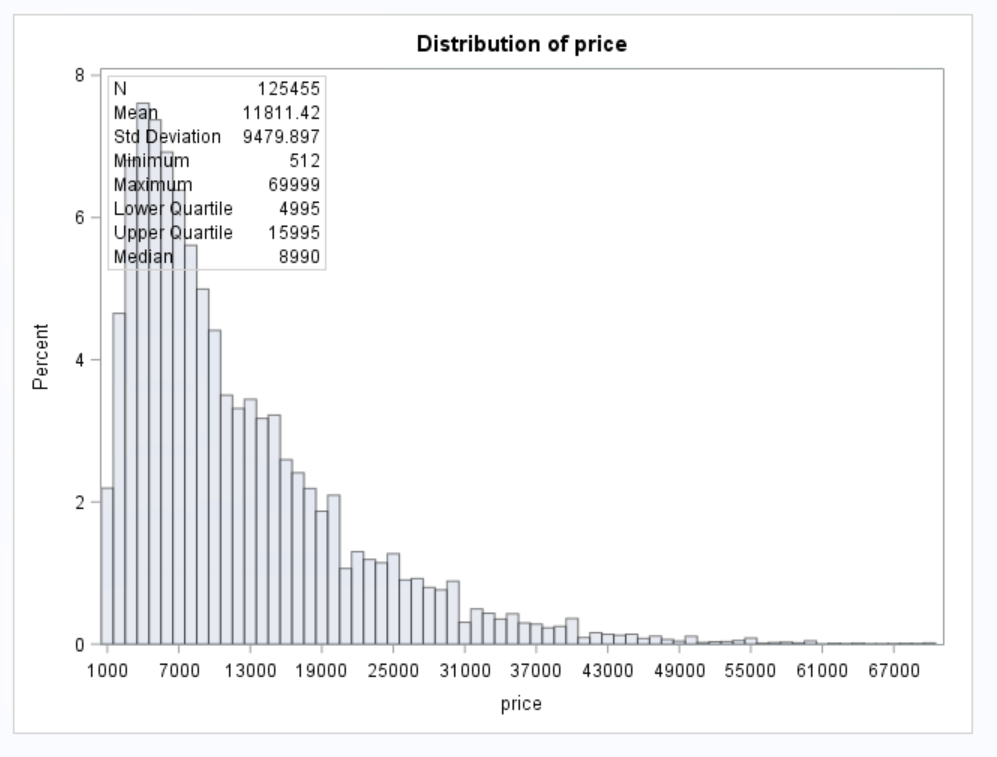 Distribution of price
8
N 125455
Mean 11811.42
Std Deviation 9479.897
Minimum 512
Maximum 69999
Lower Quartile 4995
Upper Quartile 15995
Median 8990
6
4
2
0
Percent
1000 7000 13000 19000 25000 31000 37000 43000 49000 55000 61000 67000
price